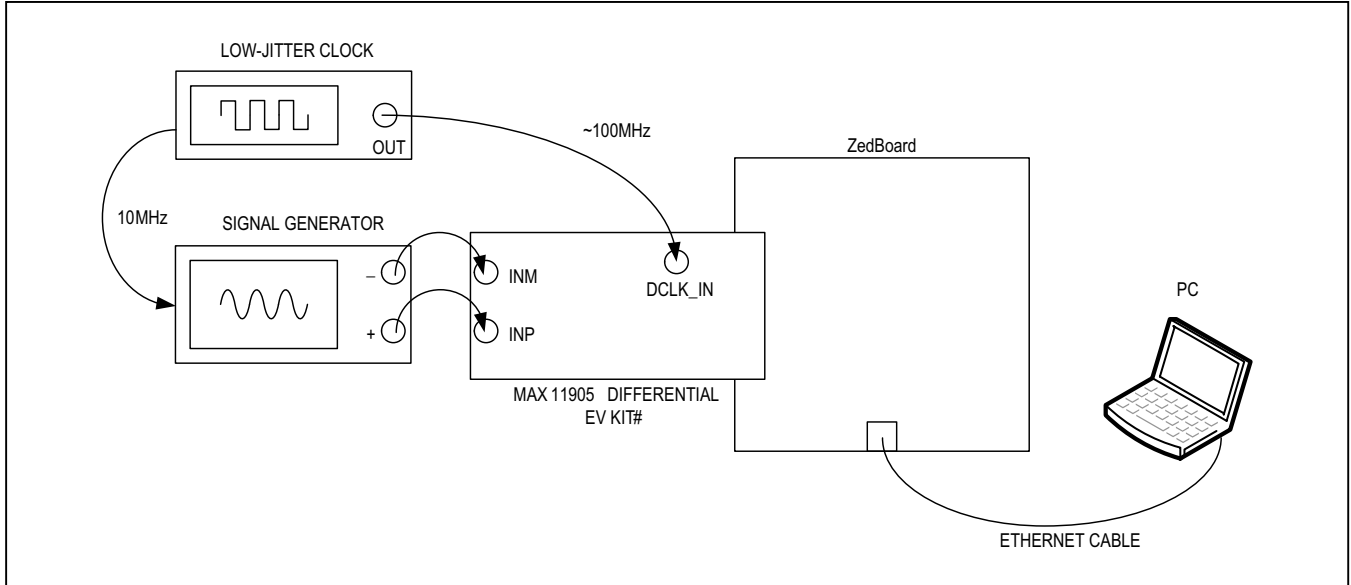 LOW-JITTER CLOCK
OUT
~100MHz
ZedBoard
10MHz
SIGNAL GENERATOR
–
INM
+
INP
DCLK_IN
PC
MAX 11905 DIFFERENTIAL
EV KIT#
ETHERNET CABLE